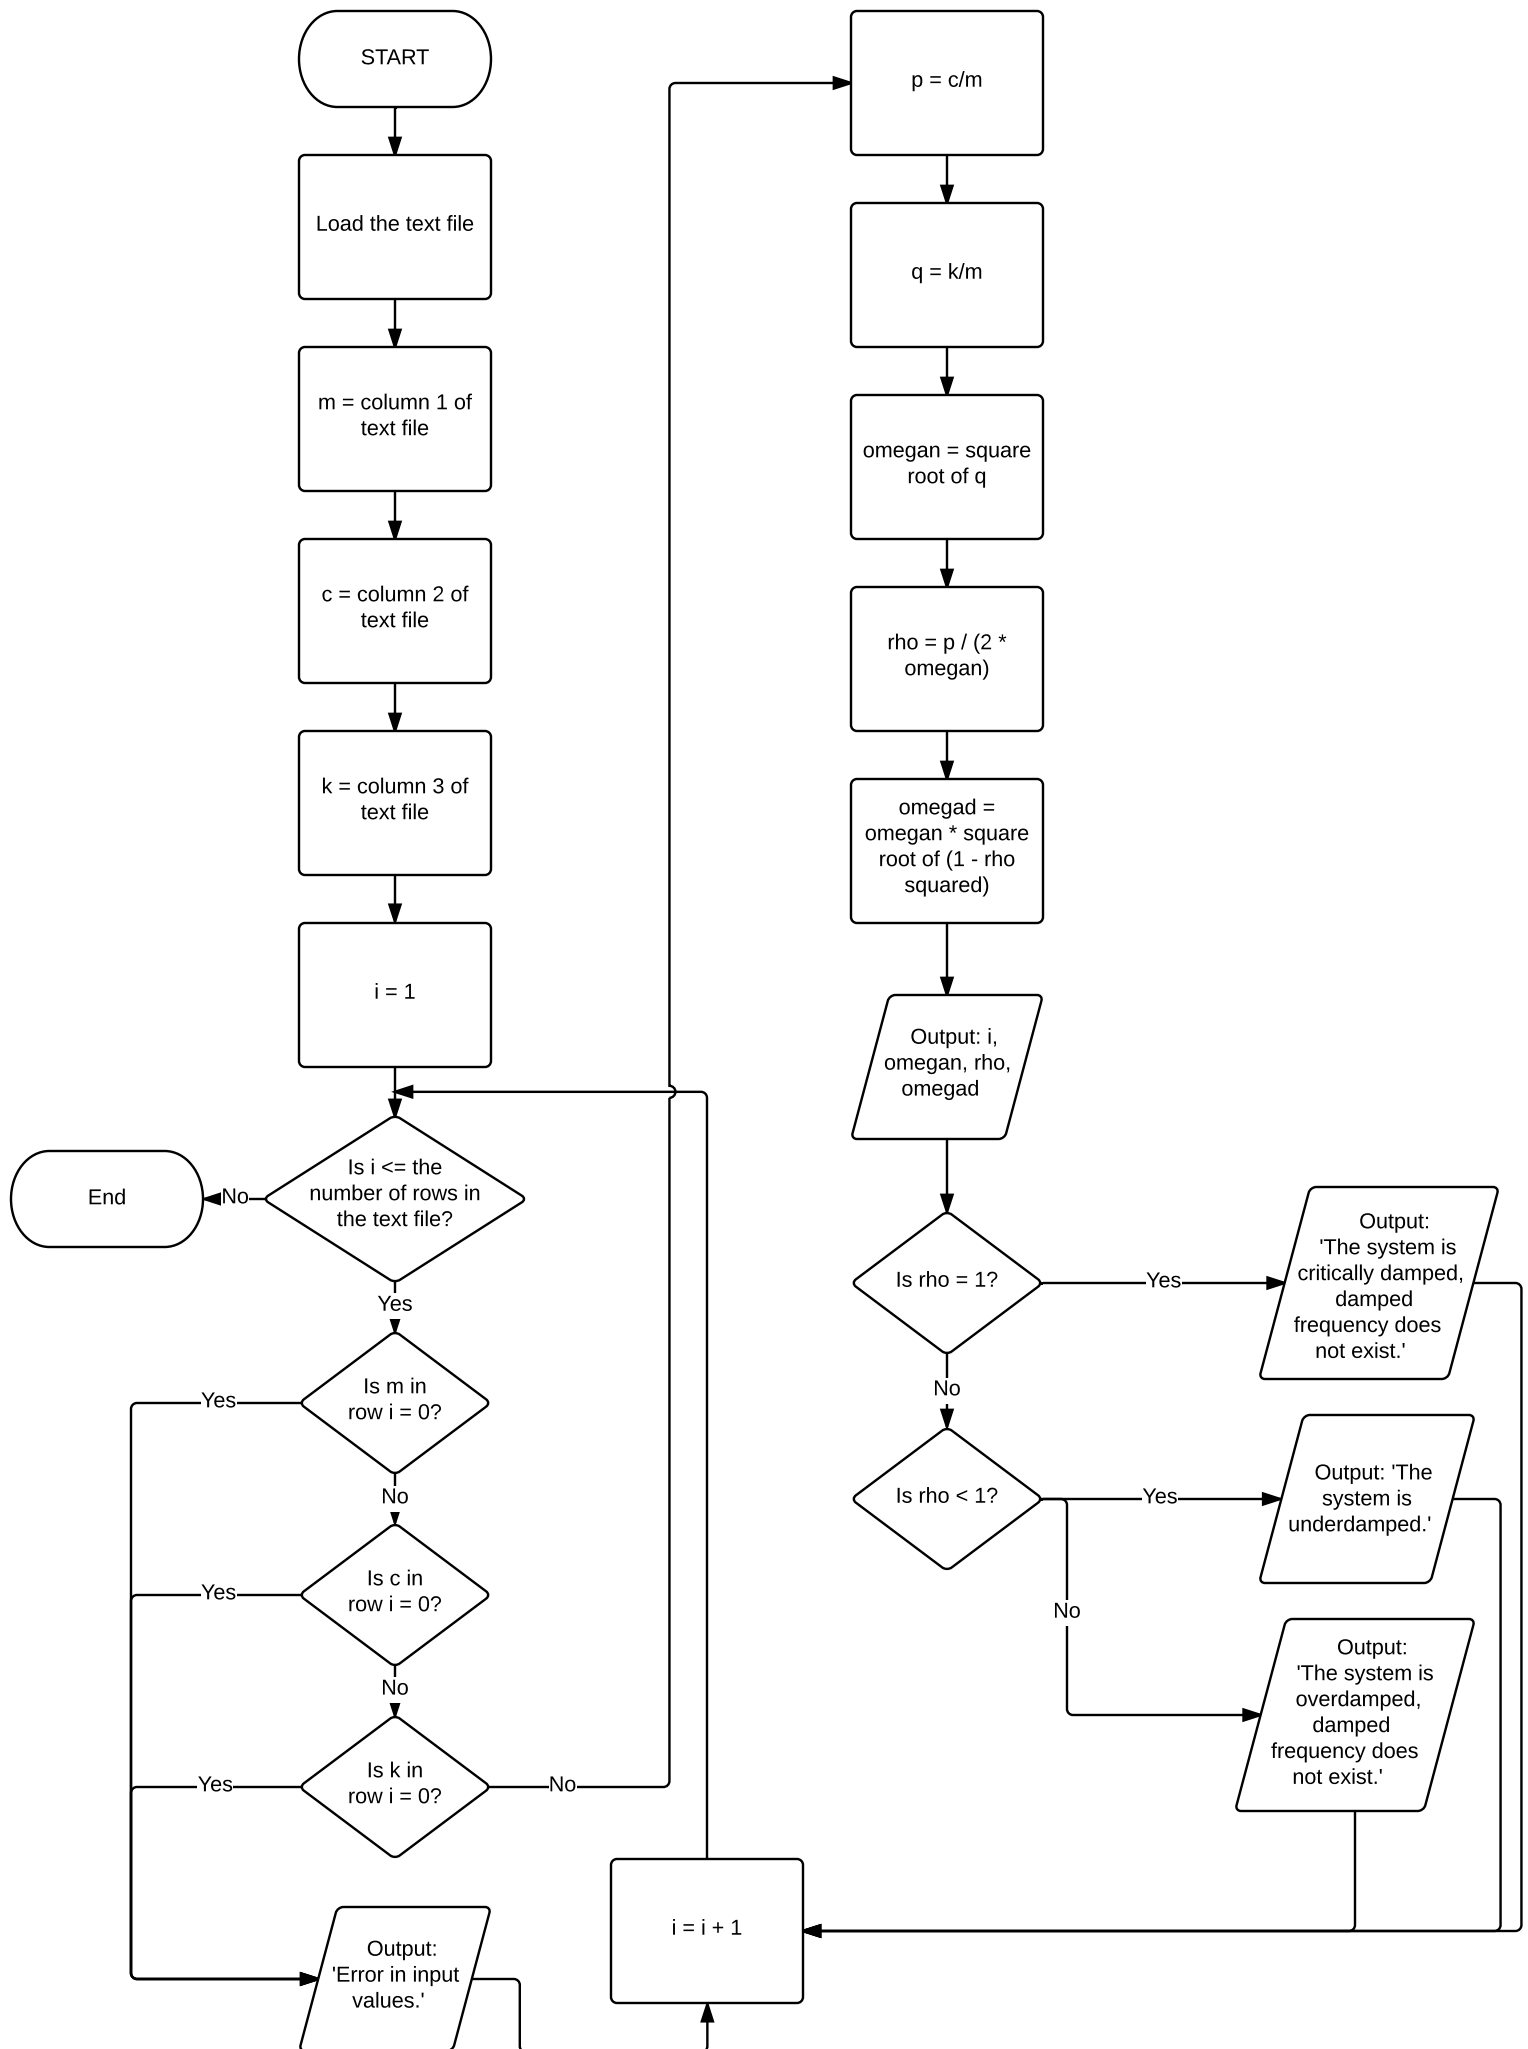 START
Load the text file
m = column 1 of
text file
c = column 2 of
text file
k = column 3 of
text file
i = 1
Is i <= the
number of rows in
the text file?
No
End
Yes
Is m in
row i = 0?
Yes
No
Is c in
row i = 0?
Yes
No
Is k in
row i = 0?
Yes
No
Output:
'Error in input
values.'
i = i + 1
p = c/m
q = k/m
omegan = square
root of q
rho = p / (2 *
omegan)
omegad =
omegan * square
root of (1 - rho
squared)
Output: i,
omegan, rho,
omegad
Is rho = 1?
Yes
Output:
'The system is
critically damped,
damped
frequency does
not exist.'
No
Is rho < 1?
Yes
Output: 'The
system is
underdamped.'
No
Output:
'The system is
overdamped,
damped
frequency does
not exist.'